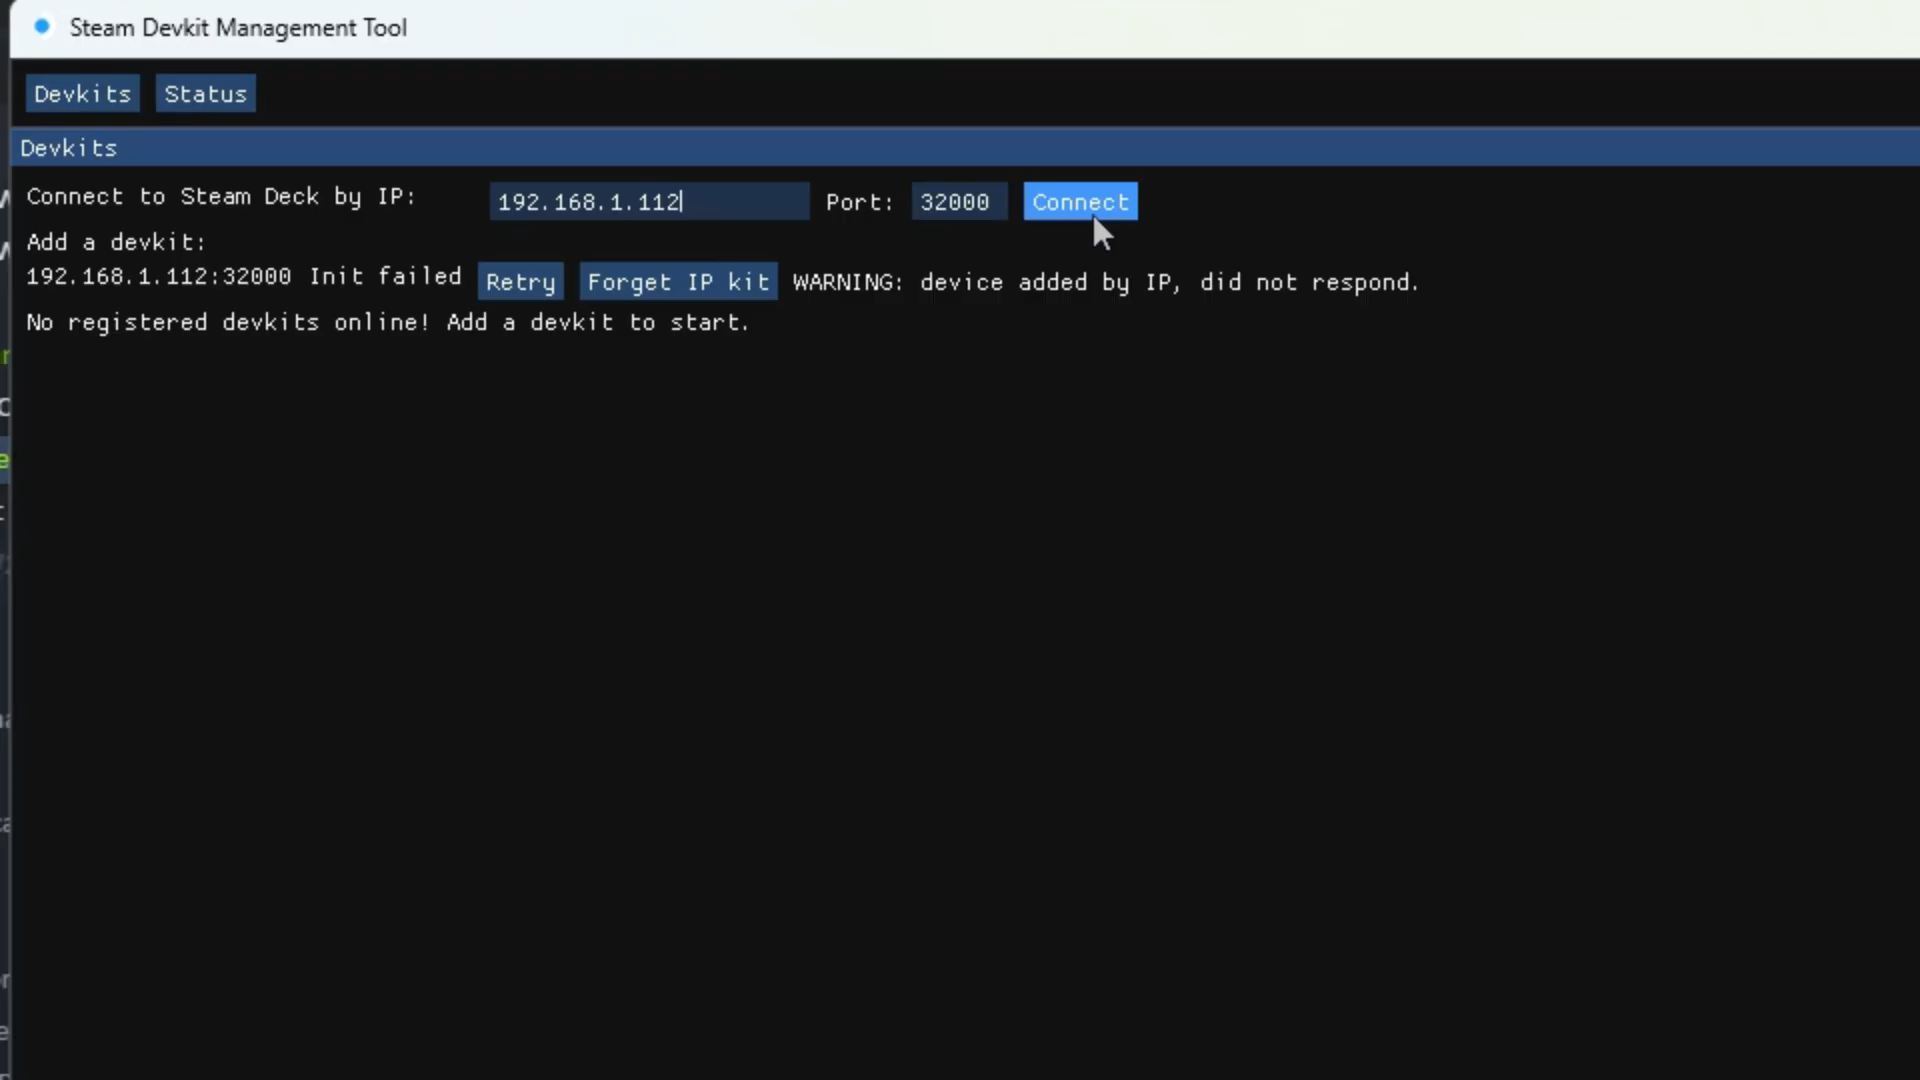 Steam Devkit Management Tool
Devkits Status
Devkits
Connect to Steam Deck by IP: 192.168.1.112 Port: 32000 Connect
Add a devkit:
192.168.1.112:32000 Init failed Retry Forget IP kit WARNING: device added by IP, did not respond.
No registered devkits online! Add a devkit to start.